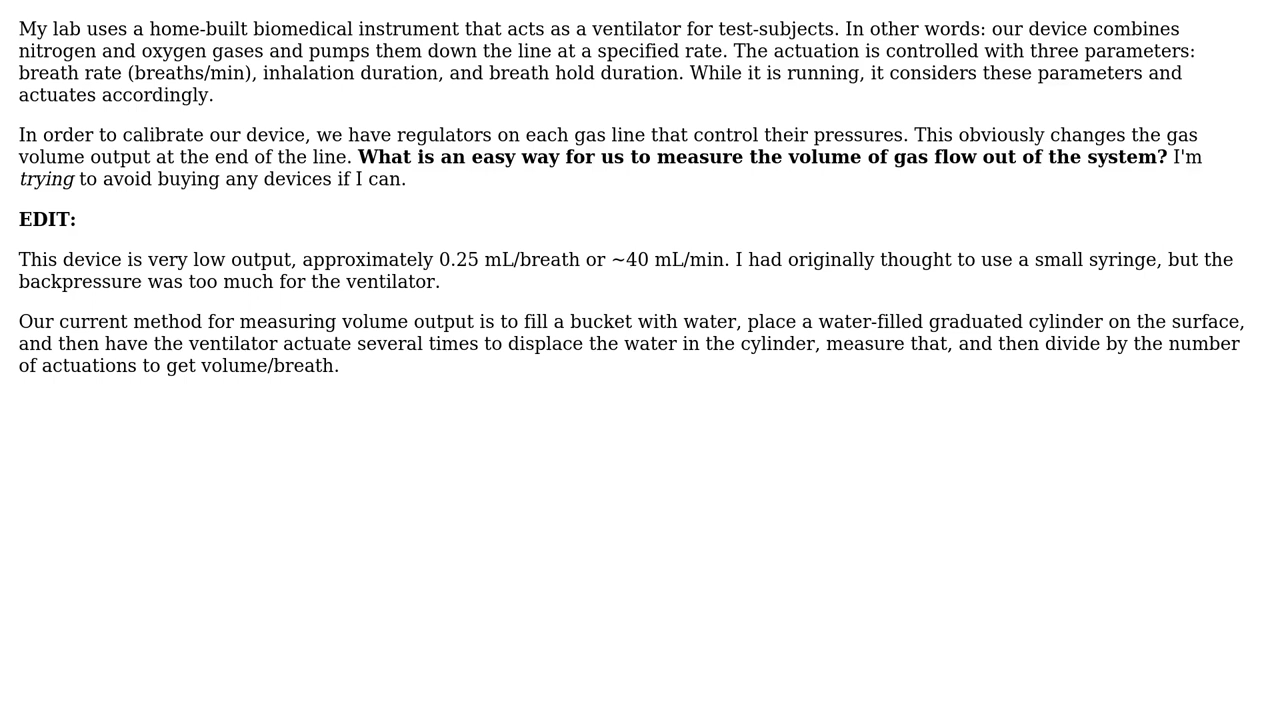 My lab uses a home-built biomedical instrument that acts as a ventilator for test-subjects. In other words: our device combines
nitrogen and oxygen gases and pumps them down the line at a specified rate. The actuation is controlled with three parameters:
breath rate (breaths/min), inhalation duration, and breath hold duration. While it is running, it considers these parameters and
actuates accordingly.
In order to calibrate our device, we have regulators on each gas line that control their pressures. This obviously changes the gas
volume output at the end of the line. What is an easy way for us to measure the volume of gas flow out of the system? I'm
trying to avoid buying any devices if I can.
EDIT:
This device is very low output, approximately 0.25 mL/breath or ~40 mL/min. I had originally thought to use a small syringe, but the
backpressure was too much for the ventilator.
Our current method for measuring volume output is to fill a bucket with water, place a water-filled graduated cylinder on the surface,
and then have the ventilator actuate several times to displace the water in the cylinder, measure that, and then divide by the number
of actuations to get volume/breath.